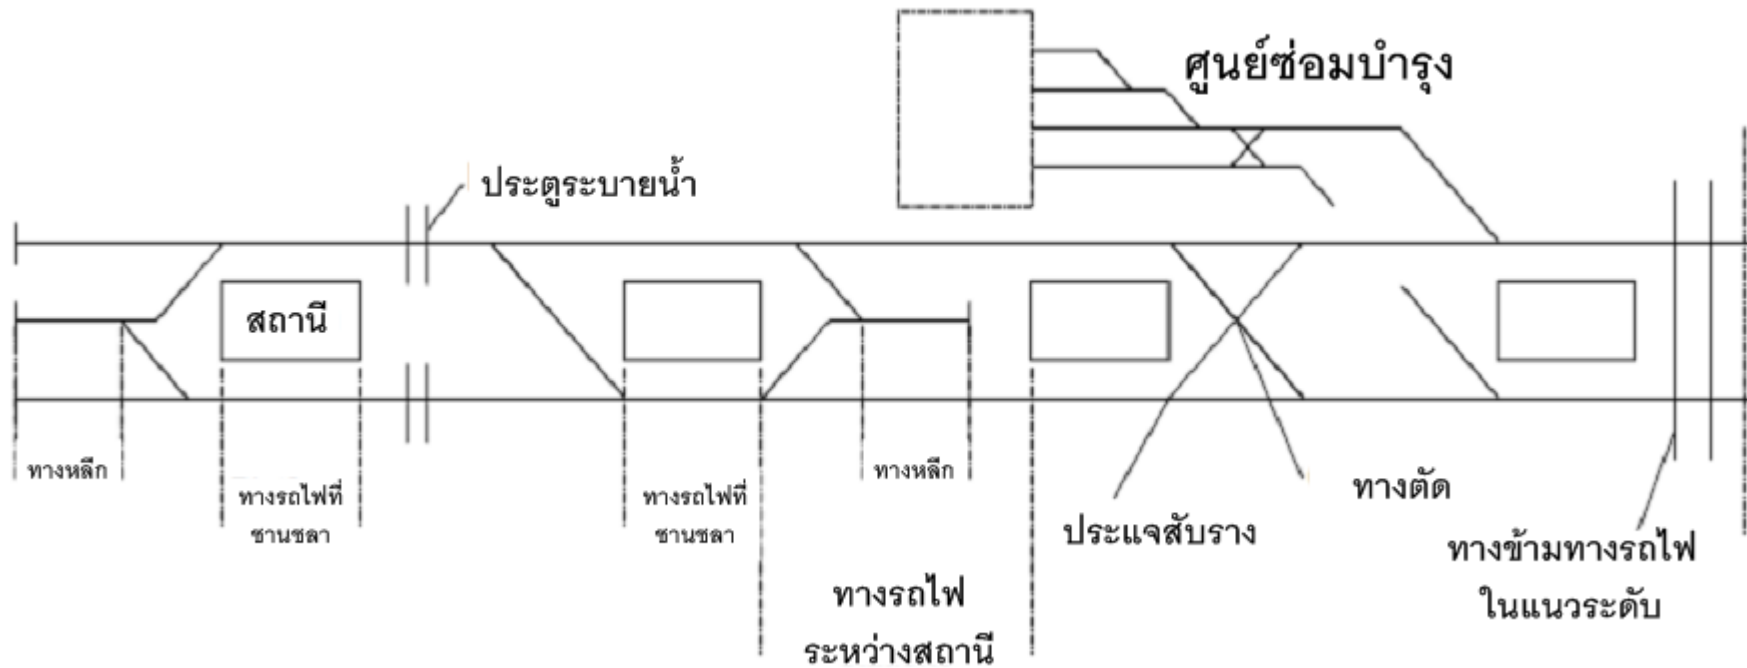 ศูนย์ซ่อมบำรุง
ประตูระบายน้ำ
สถานี
ทางหลีก
ทางรถไฟที่
ชานชลา
ทางรถไฟที่
ชานชลา
ทางหลีก
ทางรถไฟ
ระหว่างสถานี
ประแจสับราง
ทางตัด
ทางข้ามทางรถไฟ
ในแนวระดับ